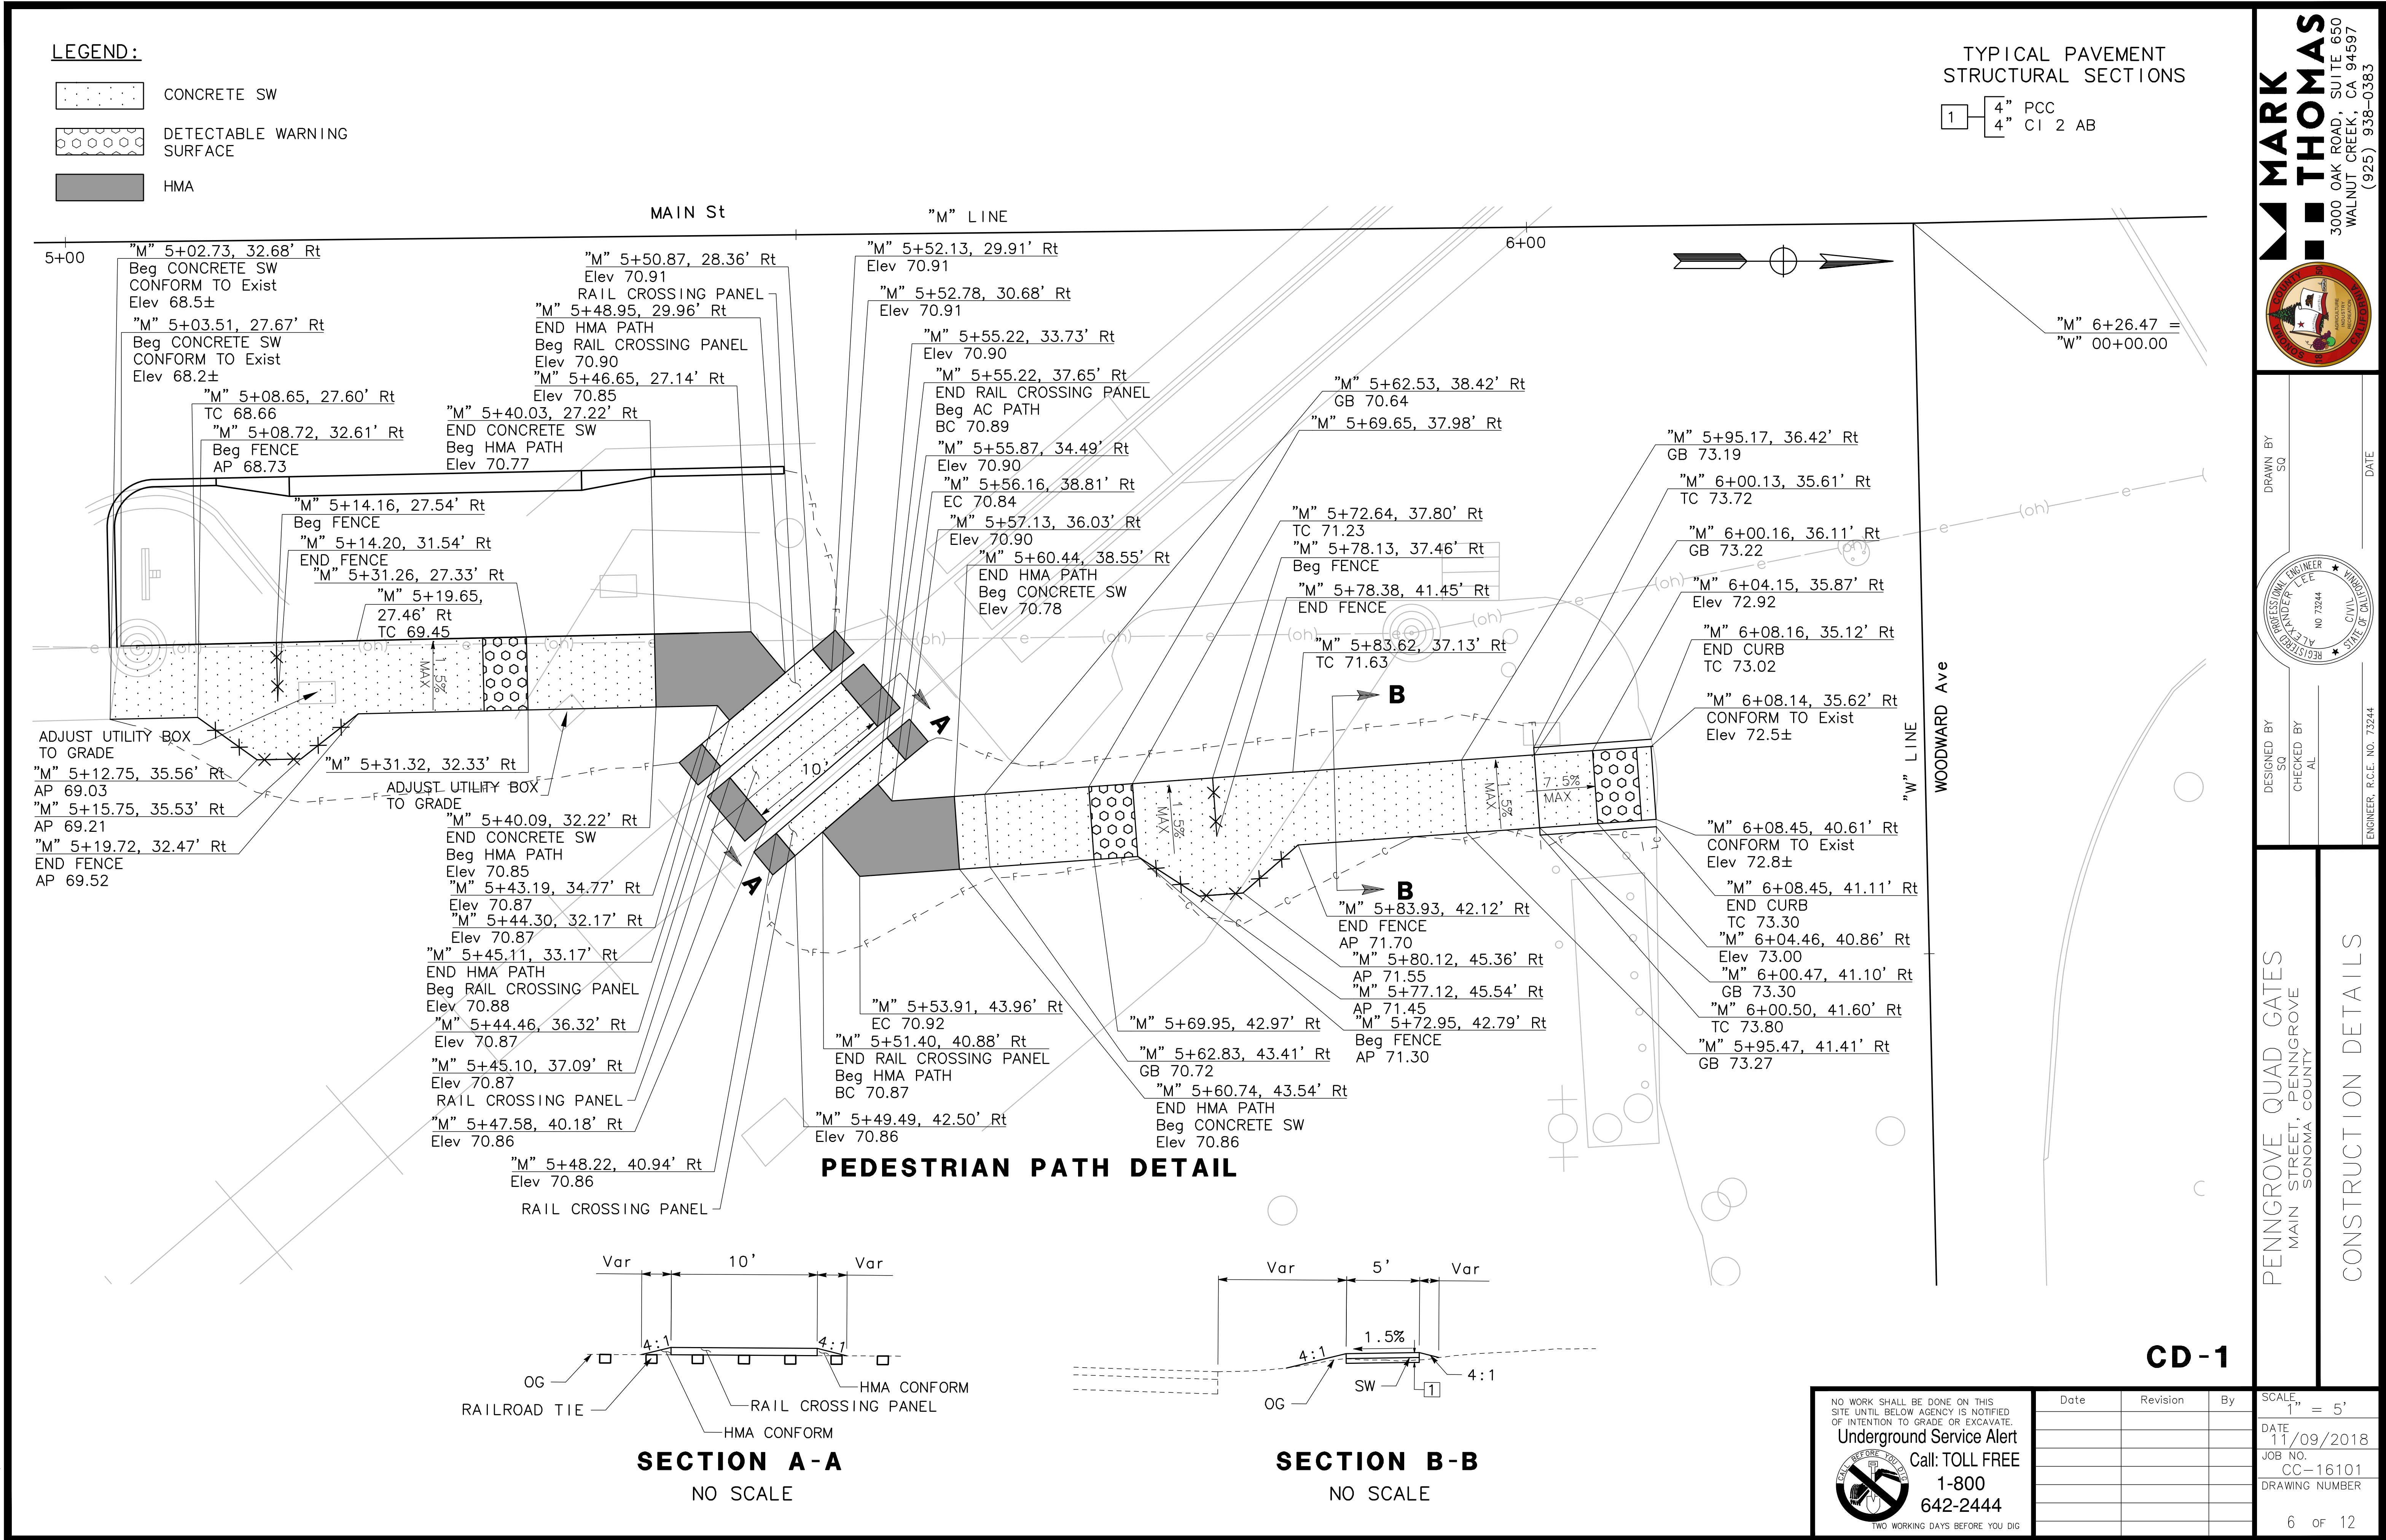 LEGEND:
CONCRETE SW
DETECTABLE WARNING
SURFACE
HMA
TYPICAL PAVEMENT
STRUCTURAL SECTIONS
1
4" PCC
4" Cl 2 AB
MAIN St
"M" LINE
5+00
6+00
"M" 5+02.73, 32.68' Rt
Beg CONCRETE SW
CONFORM TO Exist
Elev 68.5±
"M" 5+03.51, 27.67' Rt
Beg CONCRETE SW
CONFORM TO Exist
Elev 68.2±
"M" 5+08.65, 27.60' Rt
TC 68.66
"M" 5+08.72, 32.61' Rt
Beg FENCE
AP 68.73
"M" 5+14.16, 27.54' Rt
Beg FENCE
"M" 5+14.20, 31.54' Rt
END FENCE
"M" 5+31.26, 27.33' Rt
"M" 5+19.65,
27.46' Rt
TC 69.45
"M" 5+50.87, 28.36' Rt
Elev 70.91
RAIL CROSSING PANEL
"M" 5+48.95, 29.96' Rt
END HMA PATH
Beg RAIL CROSSING PANEL
Elev 70.90
"M" 5+46.65, 27.14' Rt
Elev 70.85
"M" 5+40.03, 27.22' Rt
END CONCRETE SW
Beg HMA PATH
Elev 70.77
"M" 5+52.13, 29.91' Rt
Elev 70.91
"M" 5+52.78, 30.68' Rt
Elev 70.91
"M" 5+55.22, 33.73' Rt
Elev 70.90
"M" 5+55.22, 37.65' Rt
END RAIL CROSSING PANEL
Beg AC PATH
BC 70.89
"M" 5+55.87, 34.49' Rt
Elev 70.90
"M" 5+56.16, 38.81' Rt
EC 70.84
"M" 5+57.13, 36.03' Rt
Elev 70.90
"M" 5+60.44, 38.55' Rt
END HMA PATH
Beg CONCRETE SW
Elev 70.78
"M" 5+62.53, 38.42' Rt
GB 70.64
"M" 5+69.65, 37.98' Rt
"M" 5+72.64, 37.80' Rt
TC 71.23
"M" 5+78.13, 37.46' Rt
Beg FENCE
"M" 5+78.38, 41.45' Rt
END FENCE
"M" 5+83.62, 37.13' Rt
TC 71.63
"M" 5+95.17, 36.42' Rt
GB 73.19
"M" 6+00.13, 35.61' Rt
TC 73.72
"M" 6+00.16, 36.11' Rt
GB 73.22
"M" 6+04.15, 35.87' Rt
Elev 72.92
"M" 6+08.16, 35.12' Rt
END CURB
TC 73.02
"M" 6+08.14, 35.62' Rt
CONFORM TO Exist
Elev 72.5±
"M" 6+26.47 =
"W" 00+00.00
"W" LINE
WOODWARD Ave
(oh) e (oh) e (oh) e (oh) e (oh) e (oh) e (oh) e (oh) e
1.5%
MAX
1.5%
MAX
1.5%
MAX
7.5%
MAX
10'
A
A
B
B
ADJUST UTILITY BOX
TO GRADE
"M" 5+12.75, 35.56' Rt
AP 69.03
"M" 5+15.75, 35.53' Rt
AP 69.21
"M" 5+19.72, 32.47' Rt
END FENCE
AP 69.52
"M" 5+31.32, 32.33' Rt
ADJUST UTILITY BOX
TO GRADE
"M" 5+40.09, 32.22' Rt
END CONCRETE SW
Beg HMA PATH
Elev 70.85
"M" 5+43.19, 34.77' Rt
Elev 70.87
"M" 5+44.30, 32.17' Rt
Elev 70.87
"M" 5+45.11, 33.17' Rt
END HMA PATH
Beg RAIL CROSSING PANEL
Elev 70.88
"M" 5+44.46, 36.32' Rt
Elev 70.87
"M" 5+45.10, 37.09' Rt
Elev 70.87
RAIL CROSSING PANEL
"M" 5+47.58, 40.18' Rt
Elev 70.86
"M" 5+48.22, 40.94' Rt
Elev 70.86
RAIL CROSSING PANEL
"M" 5+53.91, 43.96' Rt
EC 70.92
"M" 5+51.40, 40.88' Rt
END RAIL CROSSING PANEL
Beg HMA PATH
BC 70.87
"M" 5+49.49, 42.50' Rt
Elev 70.86
"M" 5+69.95, 42.97' Rt
"M" 5+62.83, 43.41' Rt
GB 70.72
"M" 5+60.74, 43.54' Rt
END HMA PATH
Beg CONCRETE SW
Elev 70.86
"M" 5+83.93, 42.12' Rt
END FENCE
AP 71.70
"M" 5+80.12, 45.36' Rt
AP 71.55
"M" 5+77.12, 45.54' Rt
AP 71.45
"M" 5+72.95, 42.79' Rt
Beg FENCE
AP 71.30
"M" 6+08.45, 40.61' Rt
CONFORM TO Exist
Elev 72.8±
"M" 6+08.45, 41.11' Rt
END CURB
TC 73.30
"M" 6+04.46, 40.86' Rt
Elev 73.00
"M" 6+00.47, 41.10' Rt
GB 73.30
"M" 6+00.50, 41.60' Rt
TC 73.80
"M" 5+95.47, 41.41' Rt
GB 73.27
PEDESTRIAN PATH DETAIL
Var 10' Var
4:1 4:1
OG
RAILROAD TIE
HMA CONFORM
RAIL CROSSING PANEL
HMA CONFORM
SECTION A-A
NO SCALE
Var 5' Var
1.5%
4:1
4:1
SW
1
OG
SECTION B-B
NO SCALE
CD-1
NO WORK SHALL BE DONE ON THIS
SITE UNTIL BELOW AGENCY IS NOTIFIED
OF INTENTION TO GRADE OR EXCAVATE.
Underground Service Alert
CALL BEFORE YOU DIG
Call: TOLL FREE
1-800
642-2444
TWO WORKING DAYS BEFORE YOU DIG
Date Revision By
MARK
THOMAS
3000 OAK ROAD, SUITE 650
WALNUT CREEK, CA 94597
(925) 938-0383
SONOMA COUNTY
CALIFORNIA
AGRICULTURE
INDUSTRY
RECREATION
18 50
DRAWN BY
SQ
DATE
REGISTERED PROFESSIONAL ENGINEER
ALEXANDER LEE
NO 73244
CIVIL
STATE OF CALIFORNIA
DESIGNED BY
SQ
CHECKED BY
AL
ENGINEER, R.C.E. NO. 73244
PENNGROVE QUAD GATES
MAIN STREET, PENNGROVE
SONOMA COUNTY
CONSTRUCTION DETAILS
SCALE
1" = 5'
DATE
11/09/2018
JOB NO.
CC-16101
DRAWING NUMBER
6 OF 12